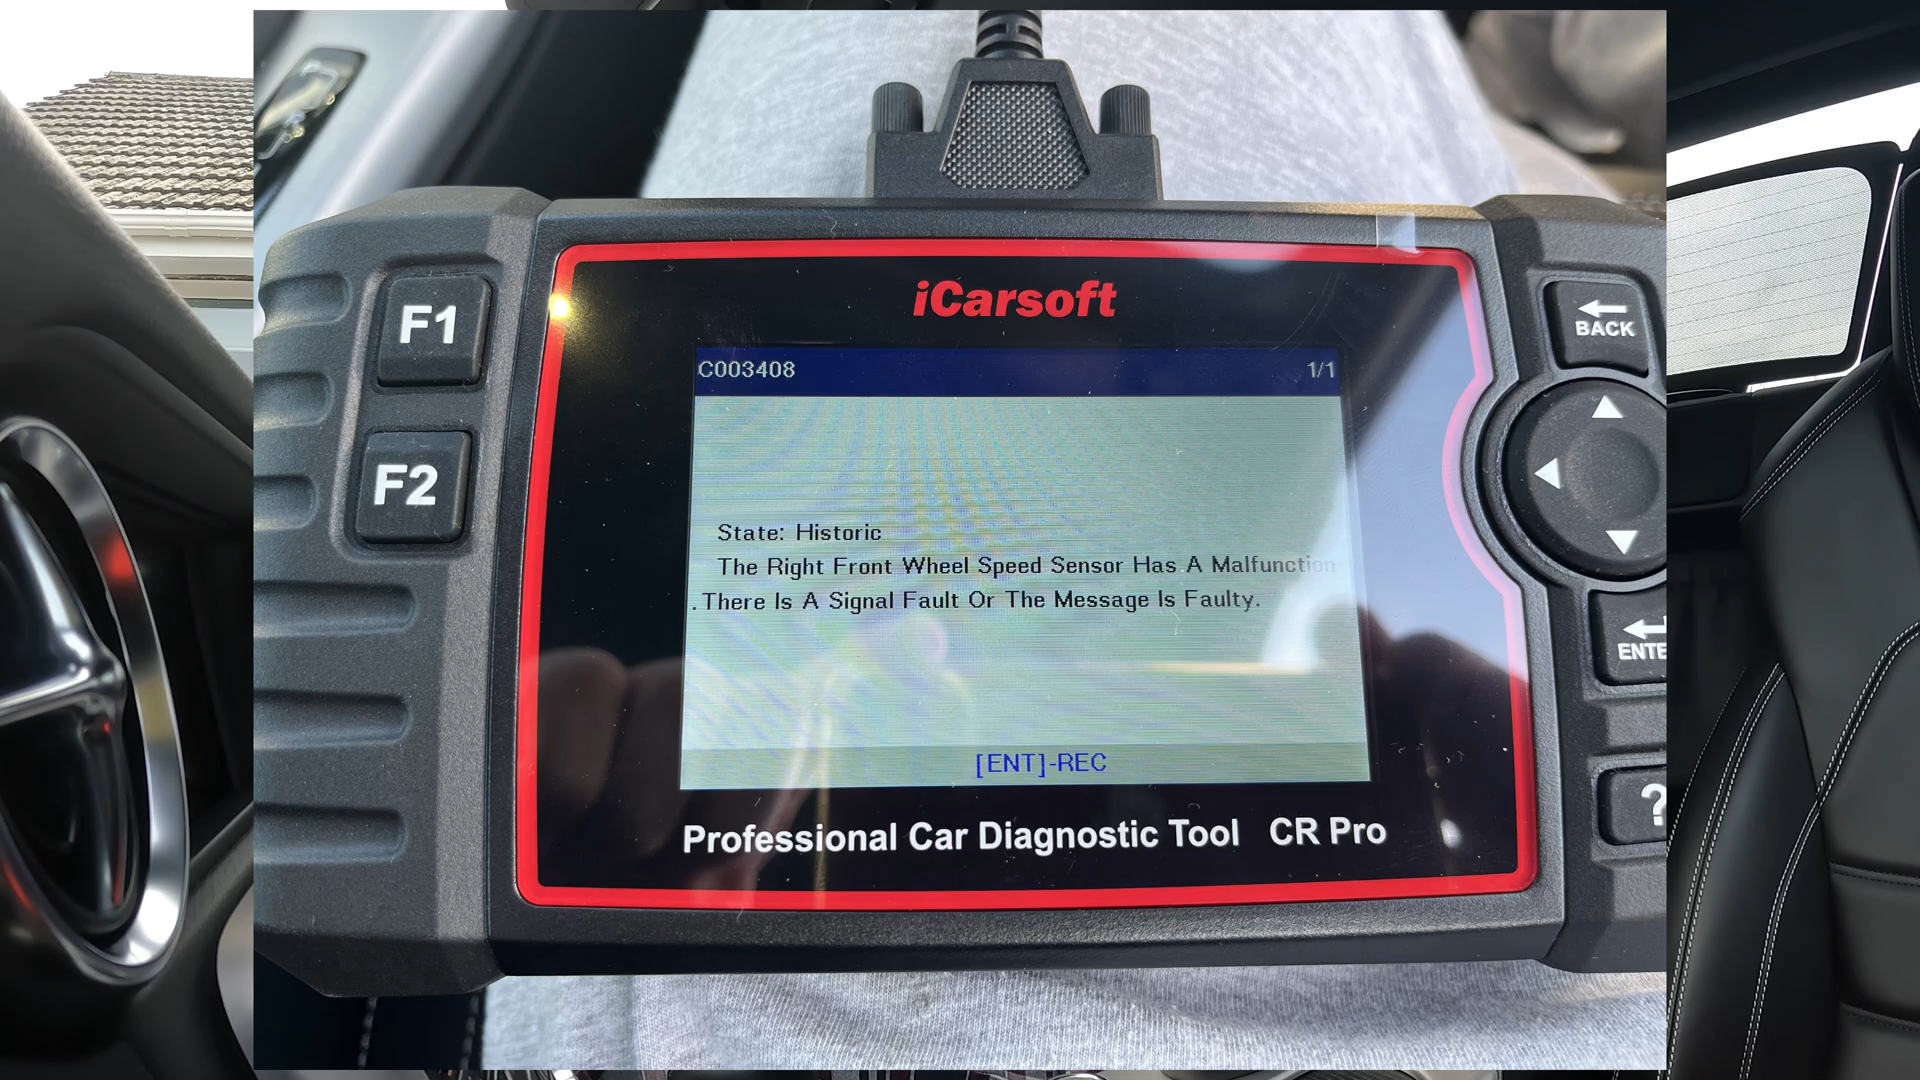 iCarsoft
F1
BACK
C003408 1/1
F2
State: Historic
The Right Front Wheel Speed Sensor Has A Malfunction
.There Is A Signal Fault Or The Message Is Faulty.
ENTE
[ENT]-REC
?
Professional Car Diagnostic Tool CR Pro